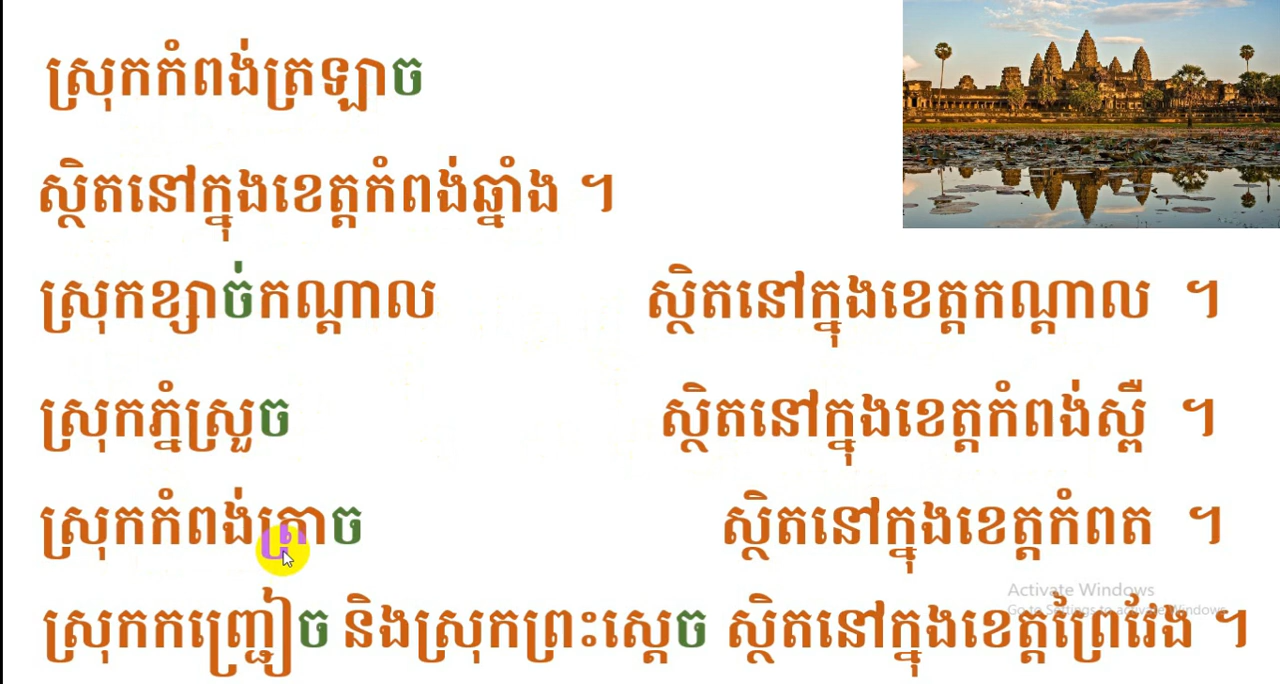 ស្រុកកំពង់ត្រឡាច
ស្ថិតនៅក្នុងខេត្តកំពង់ឆ្នាំង ។
ស្រុកខ្សាច់កណ្ដាល ស្ថិតនៅក្នុងខេត្តកណ្ដាល ។
ស្រុកភ្នំស្រួច ស្ថិតនៅក្នុងខេត្តកំពង់ស្ពឺ ។
ស្រុកកំពង់ត្រាច ស្ថិតនៅក្នុងខេត្តកំពត ។
Activate Windows
Go to Settings to activate Windows.
ស្រុកកញ្ជ្រៀច និងស្រុកព្រះស្ដេច ស្ថិតនៅក្នុងខេត្តព្រៃវែង ។